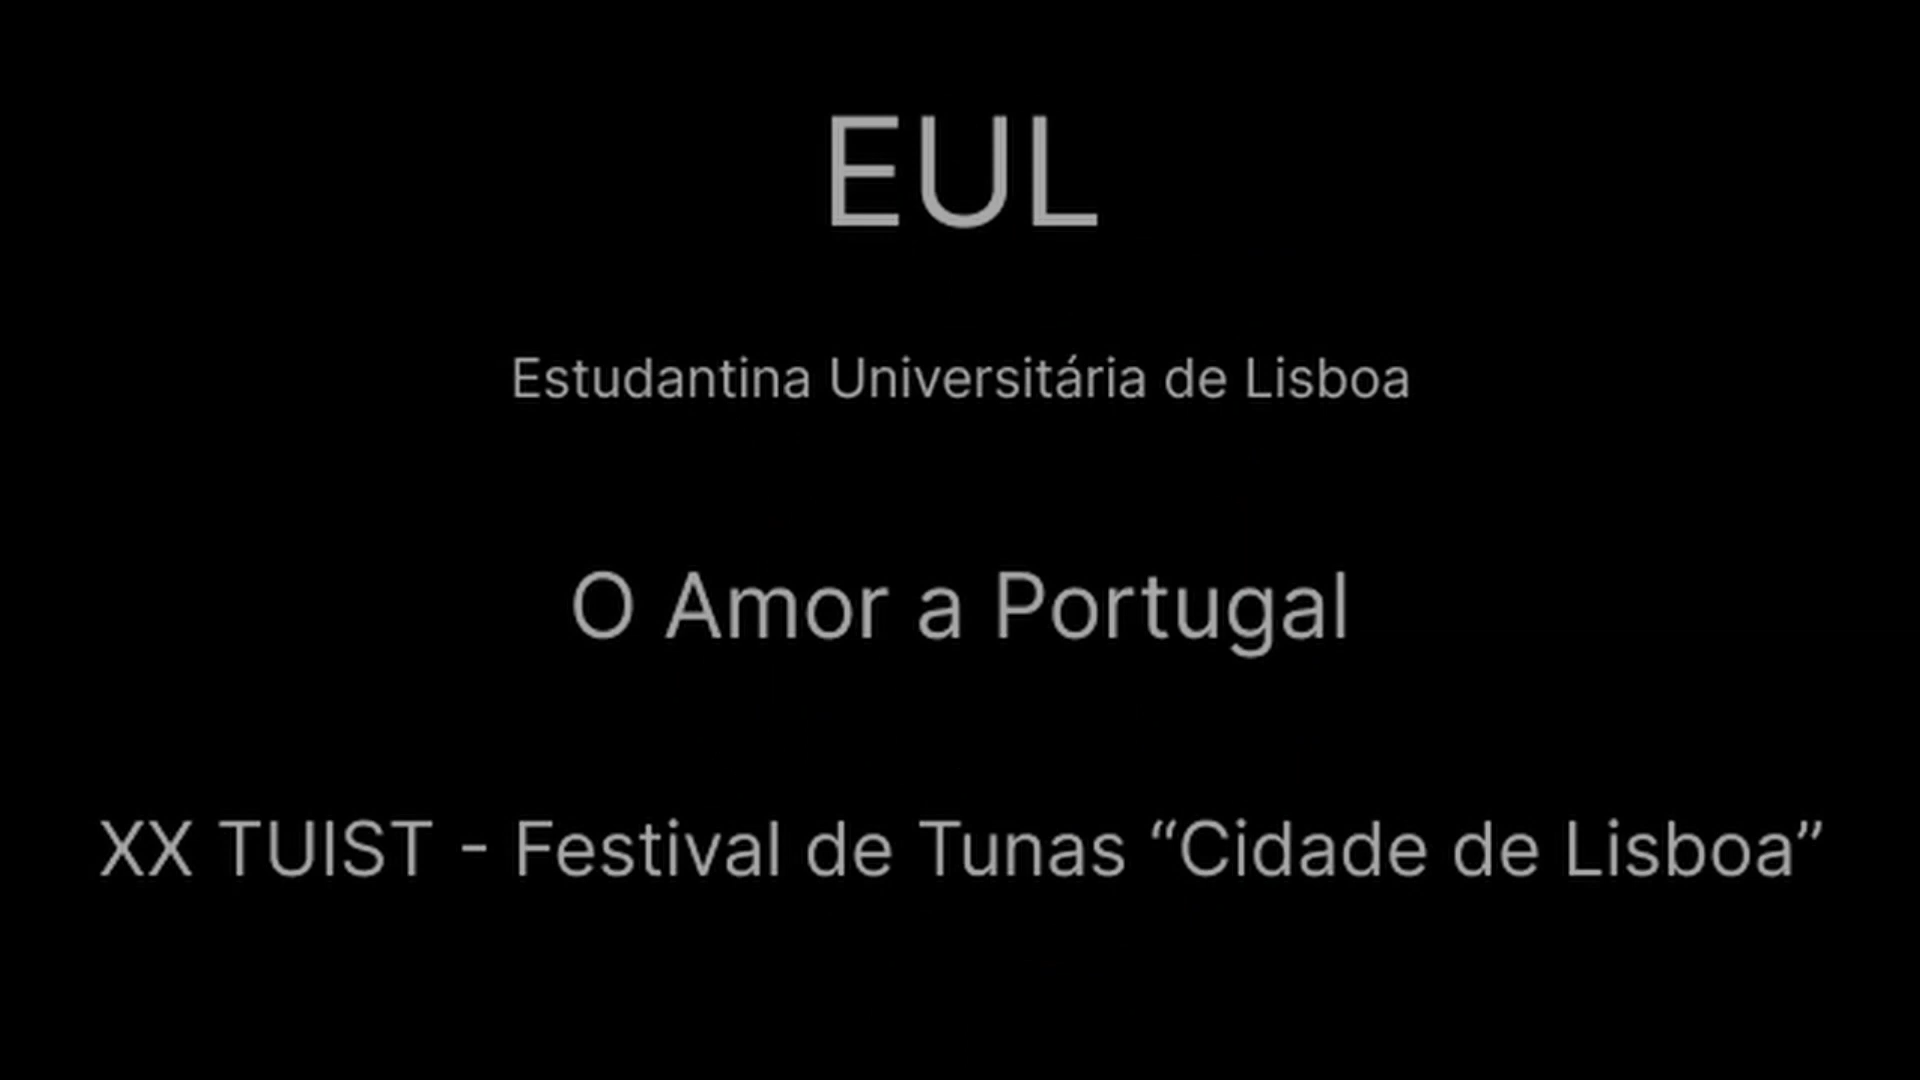 EUL
Estudantina Universitária de Lisboa
O Amor a Portugal
XX TUIST - Festival de Tunas “Cidade de Lisboa”